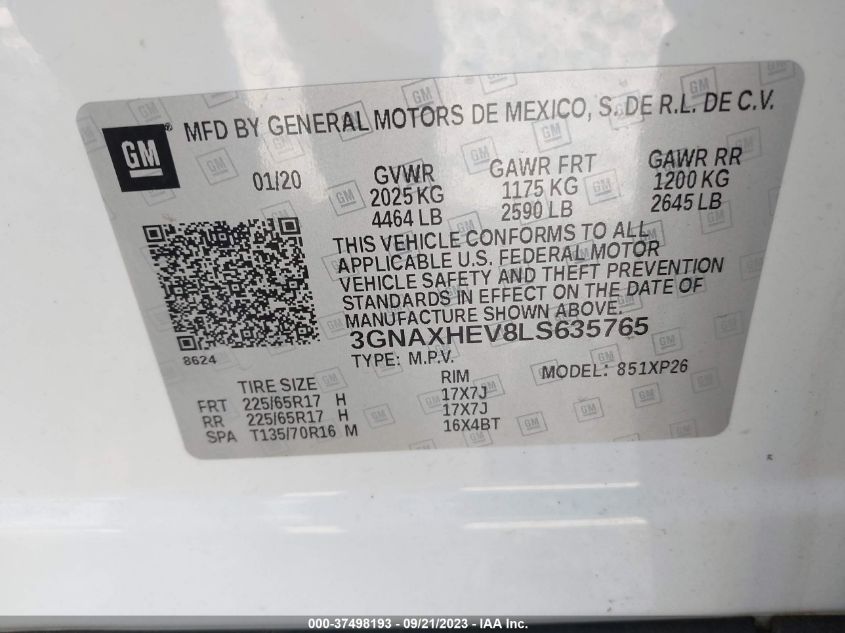 GM®
MFD BY GENERAL MOTORS DE MEXICO, S. DE R.L. DE C.V.
01/20
GVWR
2025 KG
4464 LB
GAWR FRT
1175 KG
2590 LB
GAWR RR
1200 KG
2645 LB
THIS VEHICLE CONFORMS TO ALL
APPLICABLE U.S. FEDERAL MOTOR
VEHICLE SAFETY AND THEFT PREVENTION
STANDARDS IN EFFECT ON THE DATE OF
MANUFACTURE SHOWN ABOVE.
3GNAXHEV8LS635765
8624
TYPE: M.P.V.
MODEL: 851XP26
TIRE SIZE
RIM
FRT 225/65R17 H 17X7J
RR 225/65R17 H 17X7J
SPA T135/70R16 M 16X4BT
000-37498193 - 09/21/2023 - IAA Inc.